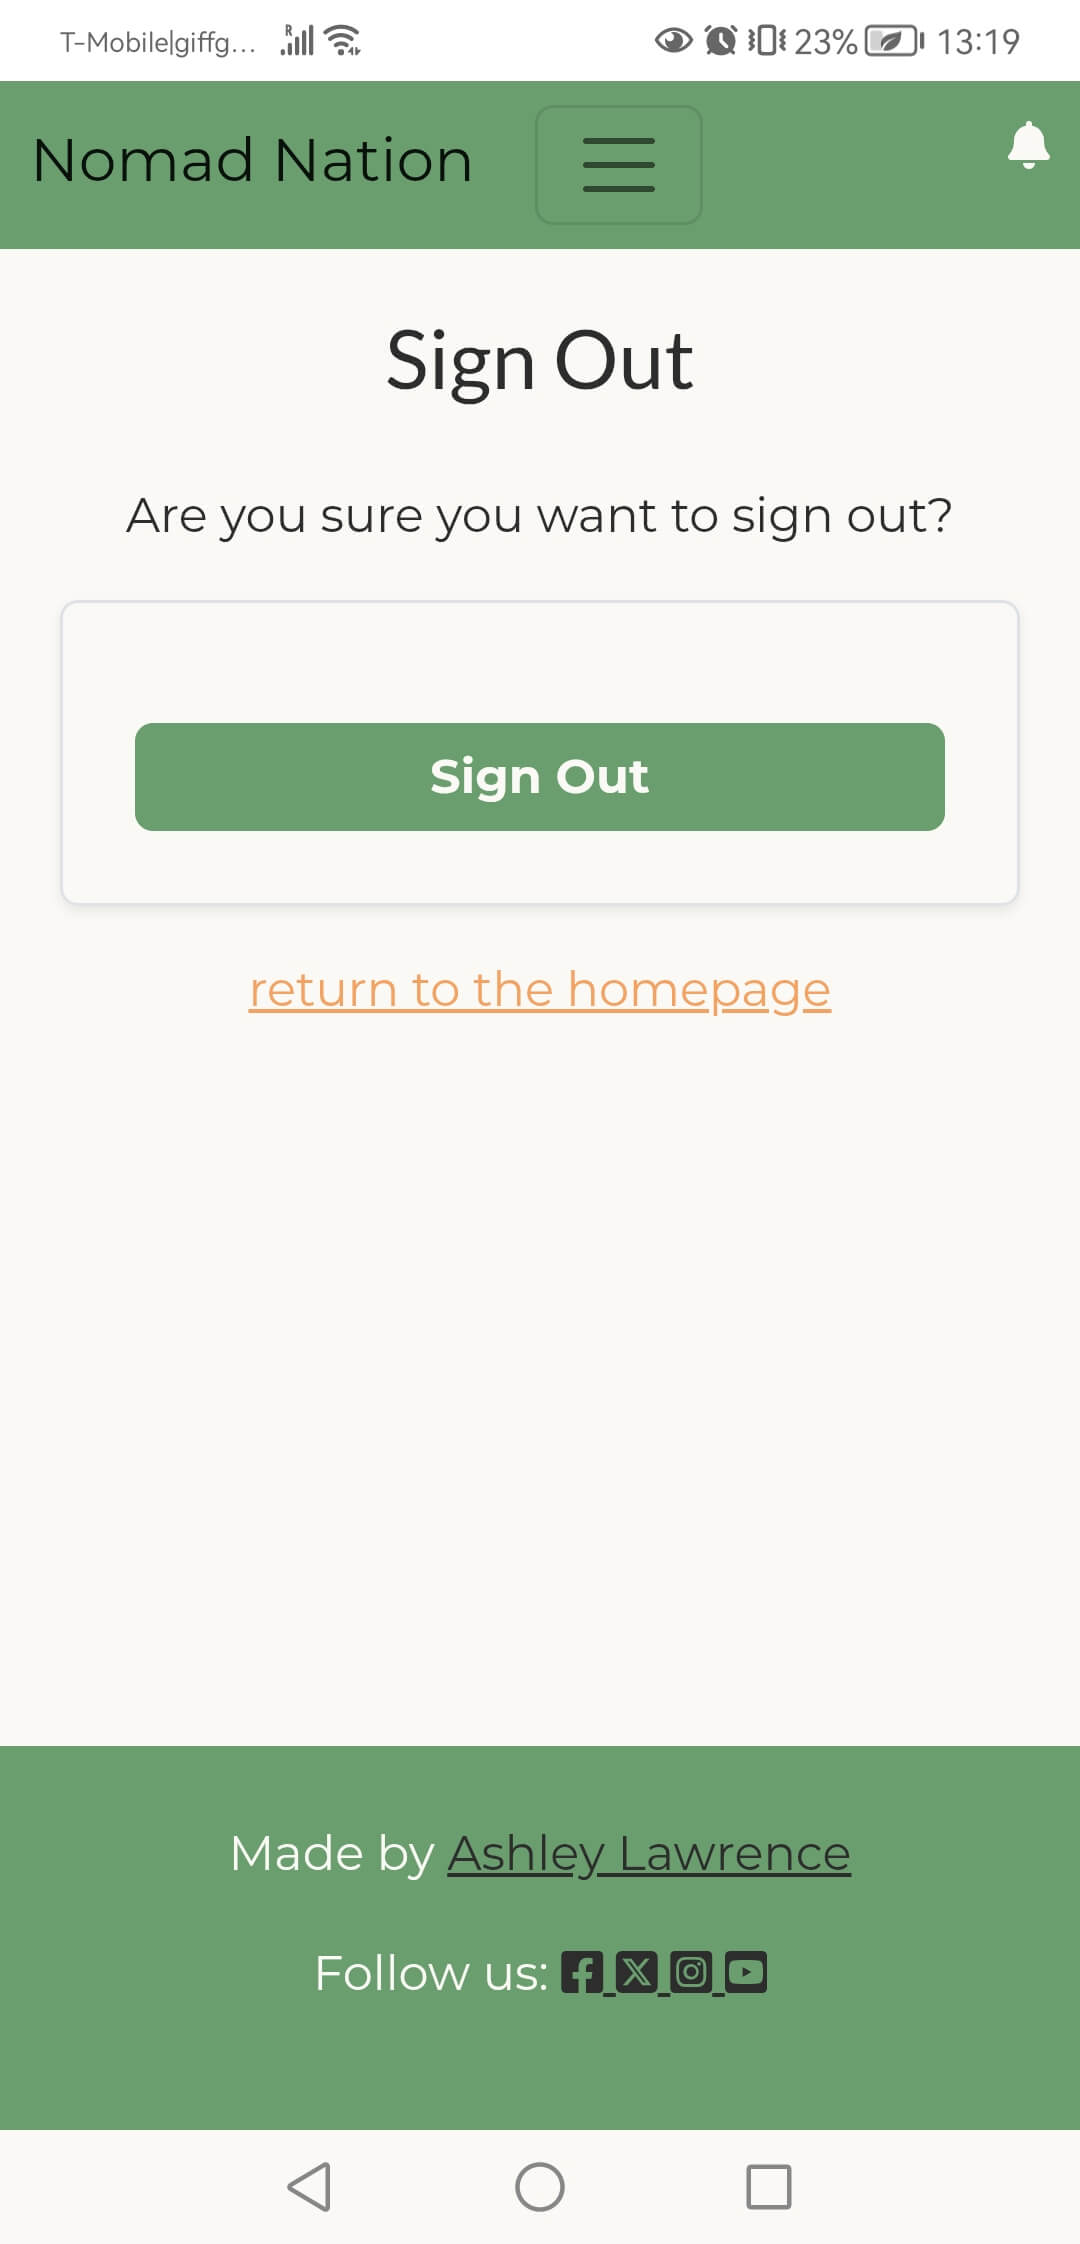 T-Mobile|giffg... R 23% 13:19
Nomad Nation
Sign Out
Are you sure you want to sign out?
Sign Out
return to the homepage
Made by Ashley Lawrence
Follow us: